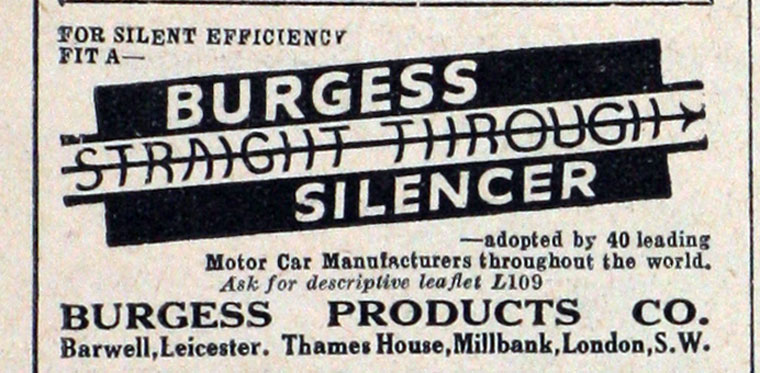 FOR SILENT EFFICIENCY
FIT A—
BURGESS
STRAIGHT THROUGH
SILENCER
—adopted by 40 leading
Motor Car Manufacturers throughout the world.
Ask for descriptive leaflet L109
BURGESS PRODUCTS CO.
Barwell, Leicester. Thames House, Millbank, London, S.W.